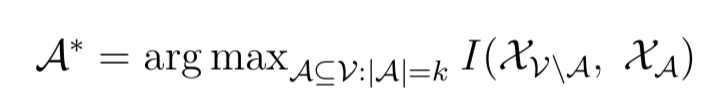 𝒜* = arg max_{𝒜⊆𝒱:|𝒜|=k} I(𝒳_{𝒱\𝒜}, 𝒳_𝒜)